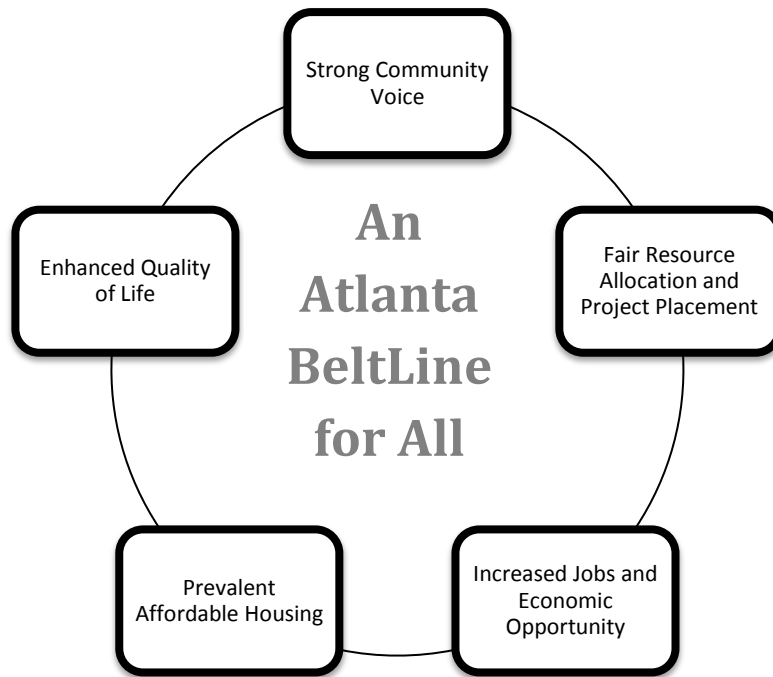 Strong Community
Voice
Fair Resource
Allocation and
Project Placement
Increased Jobs and
Economic
Opportunity
Prevalent
Affordable Housing
Enhanced Quality
of Life
An
Atlanta
BeltLine
for All